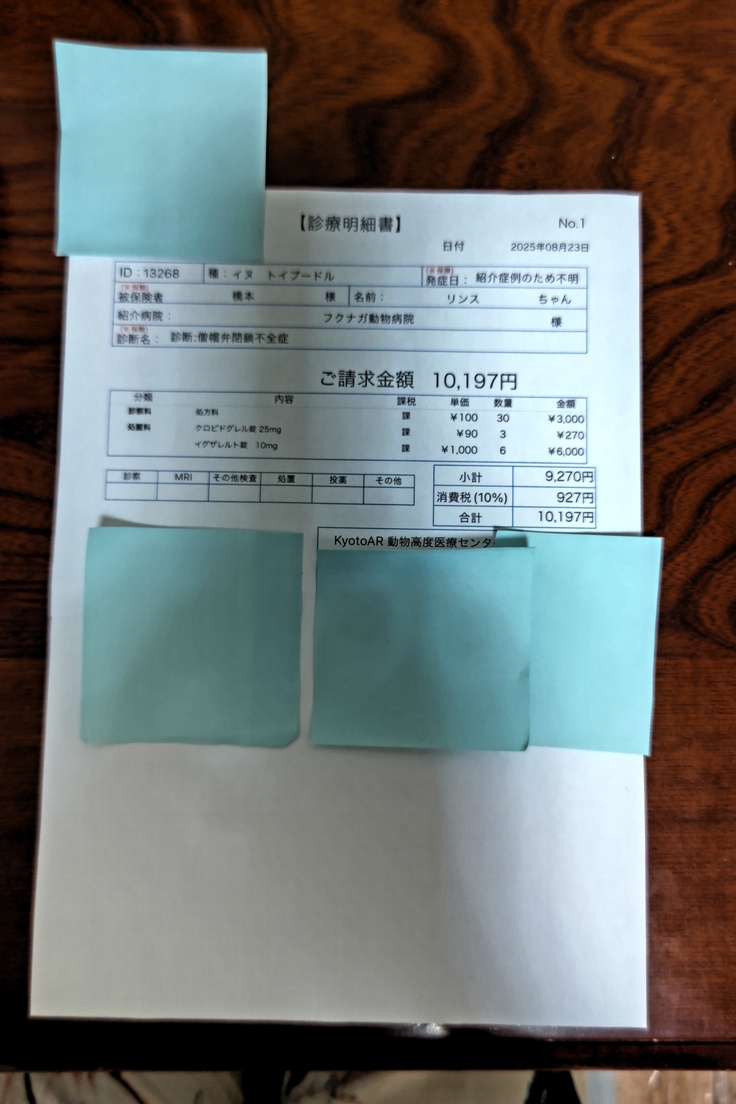 【診療明細書】 No.1
日付 2025年08月23日
ID：13268 種：イヌ トイプードル 発症日： 紹介症例のため不明
被保険者 橋本 様 名前： リンス ちゃん
紹介病院： フクナガ動物病院 様
診断名： 診断:僧帽弁閉鎖不全症
ご請求金額 10,197円
分類 内容 課税 単価 数量 金額
診察料 処方料 課 ¥100 30 ¥3,000
処置料 クロピドグレル錠 25mg 課 ¥90 3 ¥270
イグザレルト錠 10mg 課 ¥1,000 6 ¥6,000
診察 MRI その他検査 処置 投薬 その他
小計 9,270円
消費税(10%) 927円
合計 10,197円
KyotoAR 動物高度医療センタ